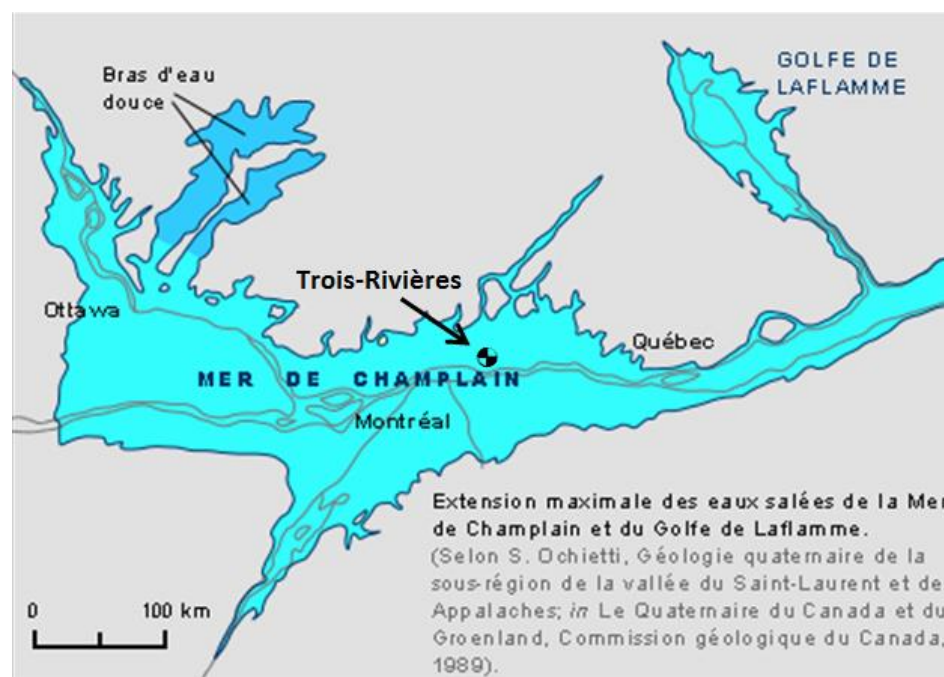 Bras d'eau
douce
GOLFE DE
LAFLAMME
Trois-Rivières
Ottawa
Québec
MER DE CHAMPLAIN
Montréal
Extension maximale des eaux salées de la Mer
de Champlain et du Golfe de Laflamme.
(Selon S. Ochietti, Géologie quaternaire de la
sous-région de la vallée du Saint-Laurent et de
Appalaches; in Le Quaternaire du Canada et du
Groenland, Commission géologique du Canada,
1989).
0 100 km